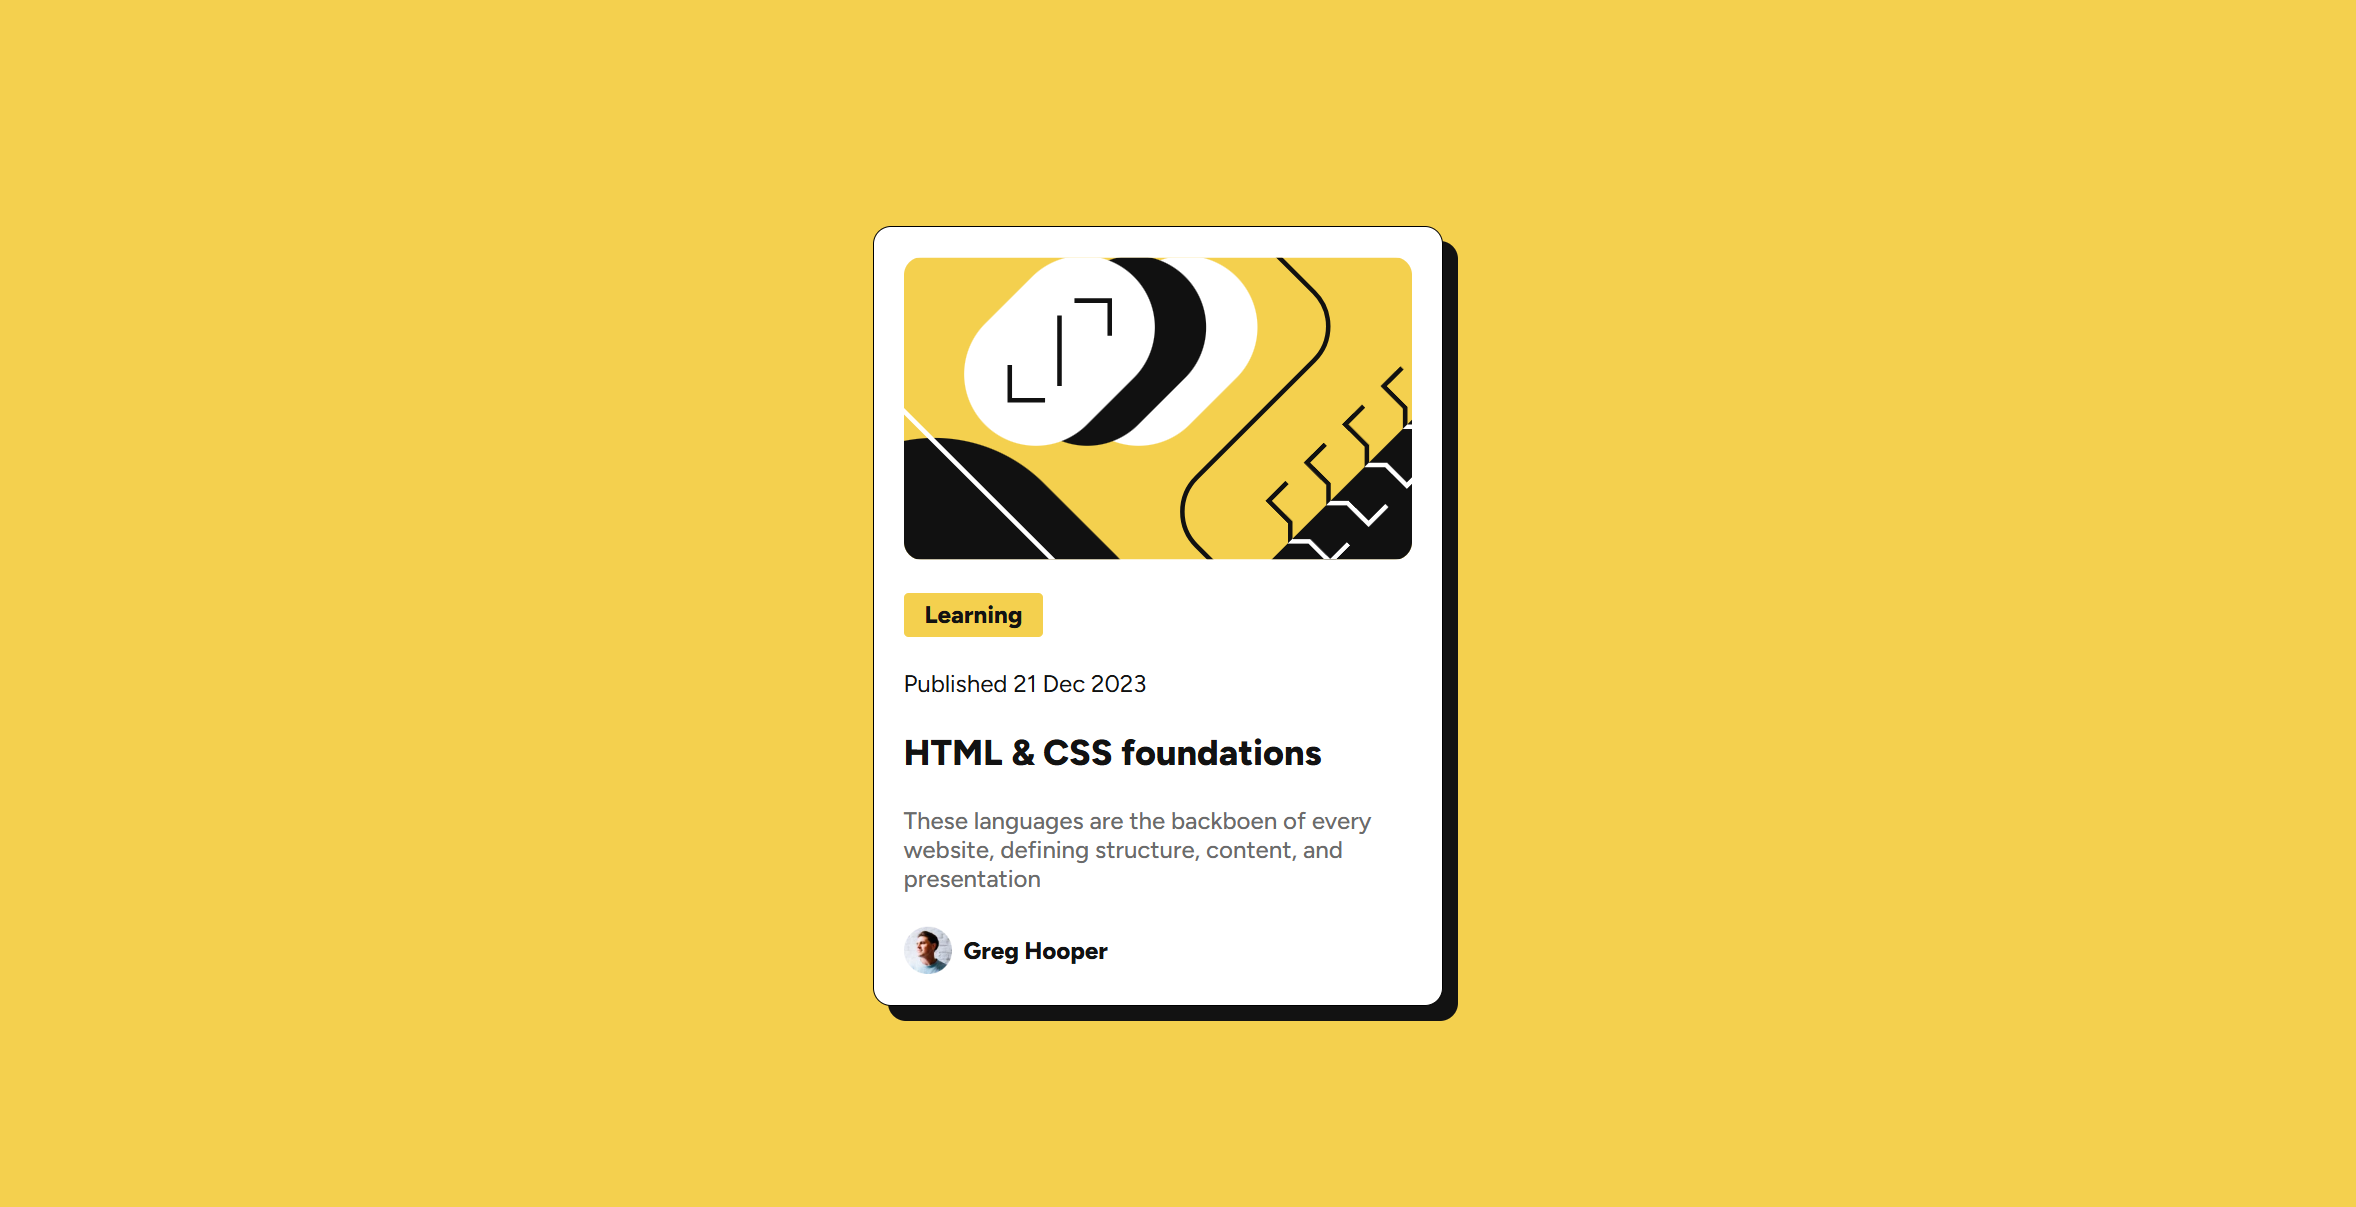 Learning
Published 21 Dec 2023
HTML & CSS foundations
These languages are the backboen of every
website, defining structure, content, and
presentation
Greg Hooper